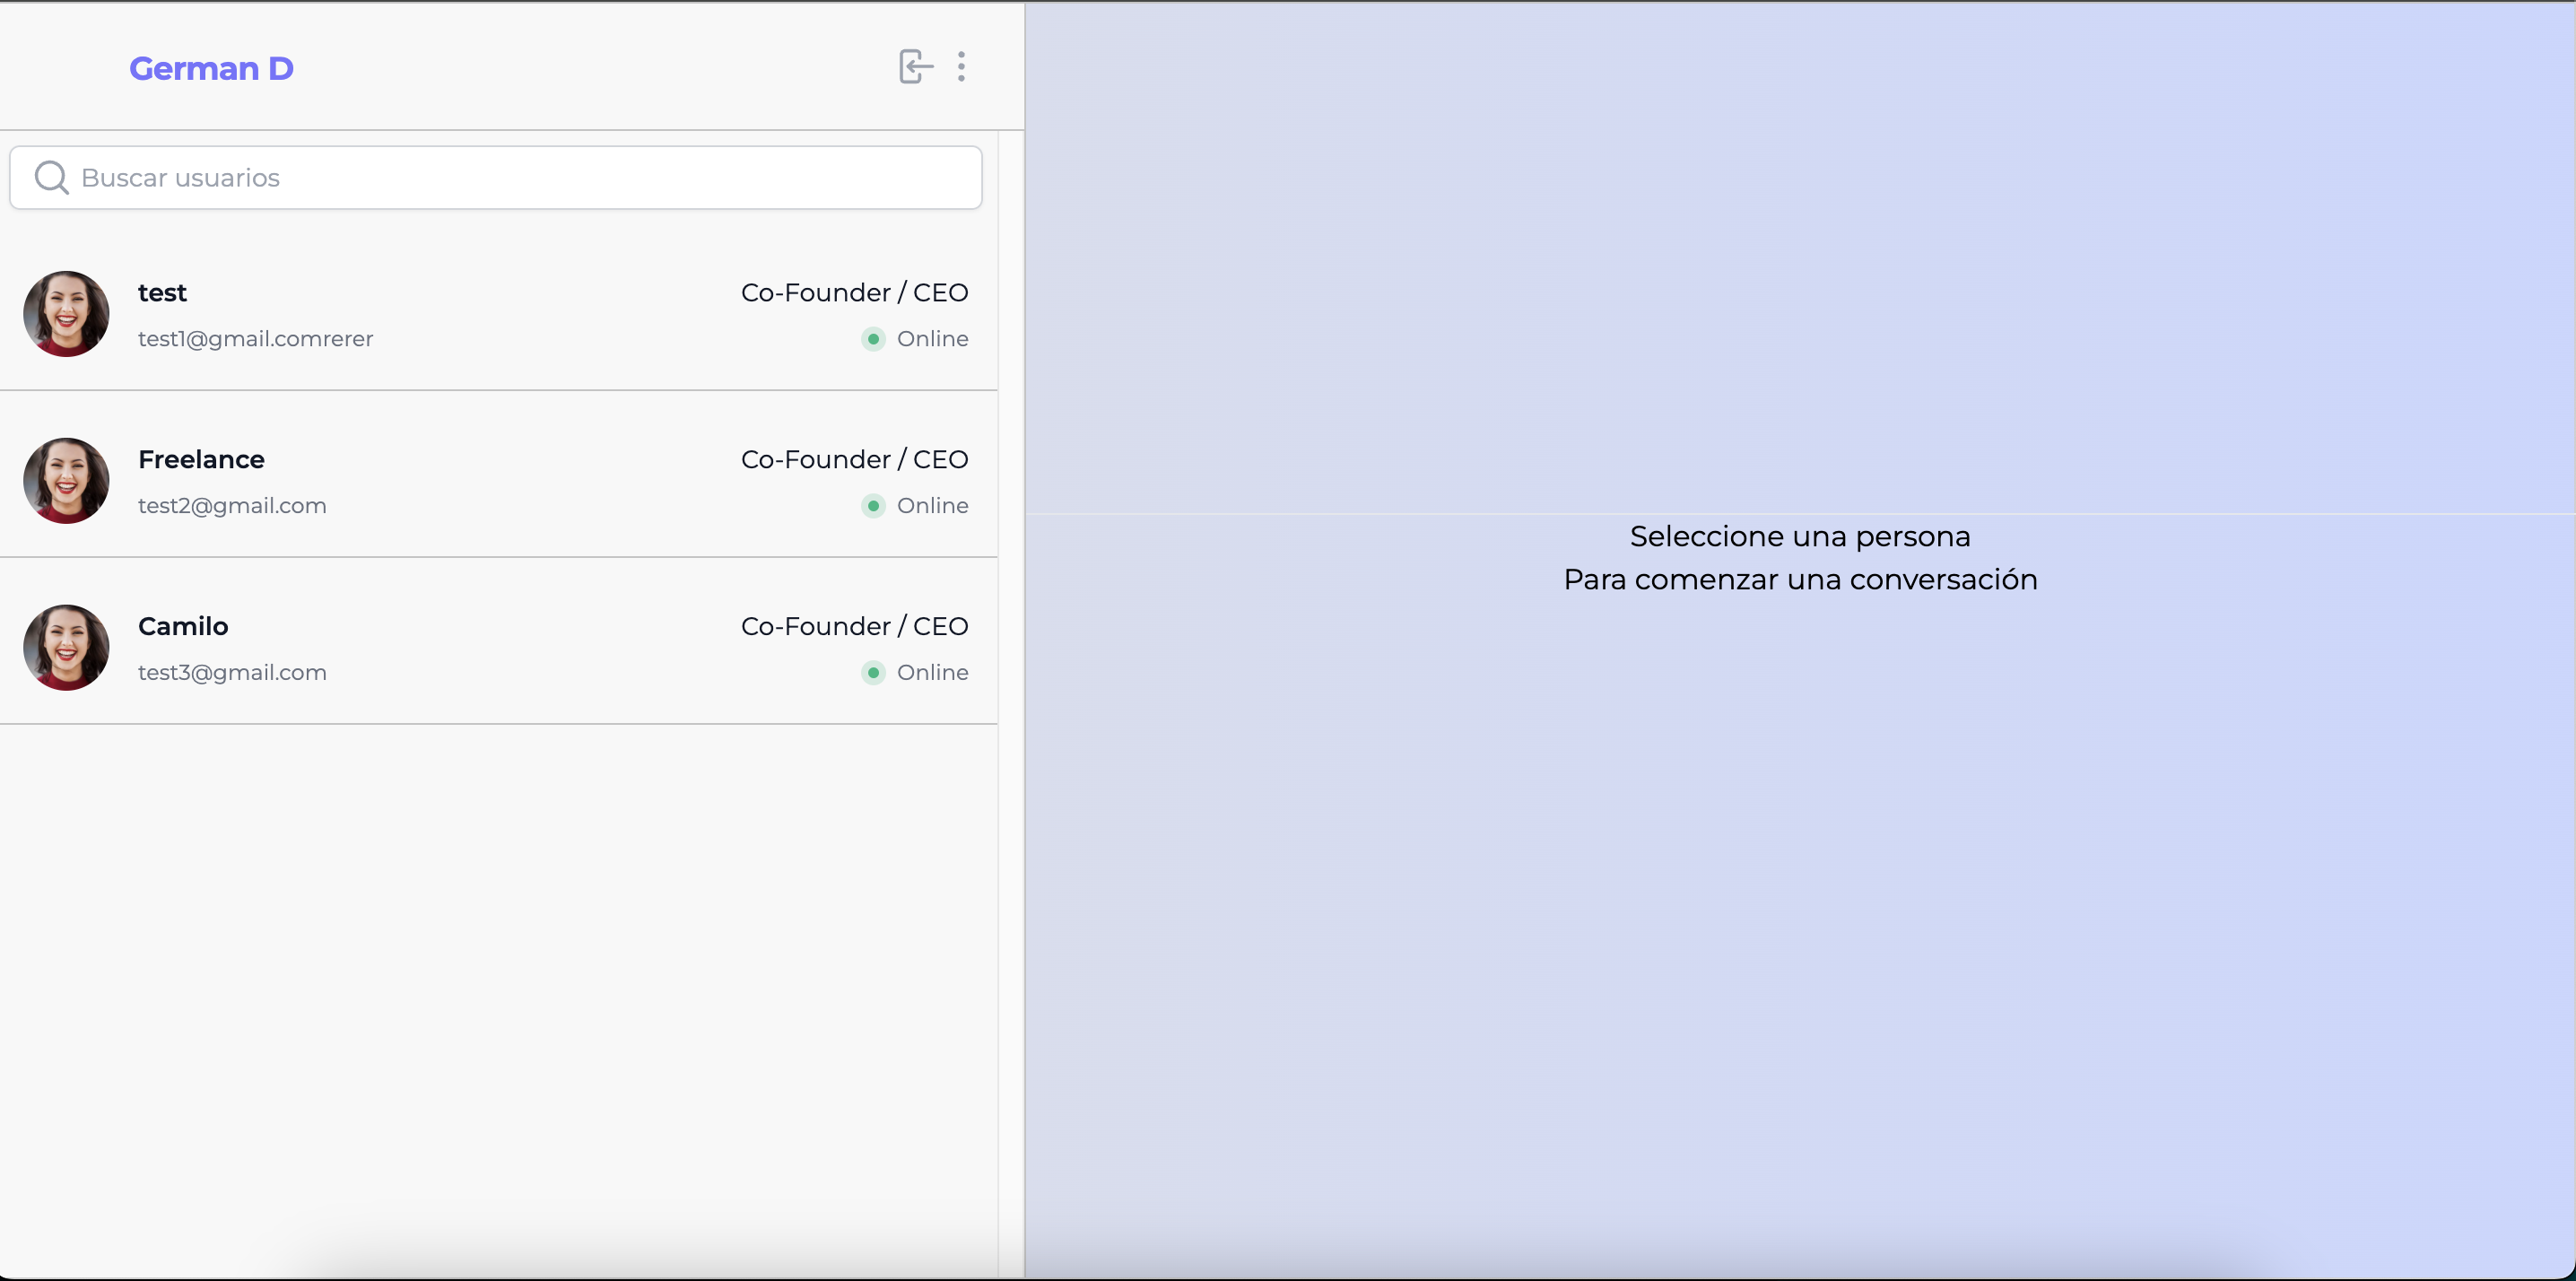 German D
Buscar usuarios
test
Co-Founder / CEO
test1@gmail.comrerer
Online
Freelance
Co-Founder / CEO
test2@gmail.com
Online
Camilo
Co-Founder / CEO
test3@gmail.com
Online
Seleccione una persona
Para comenzar una conversación